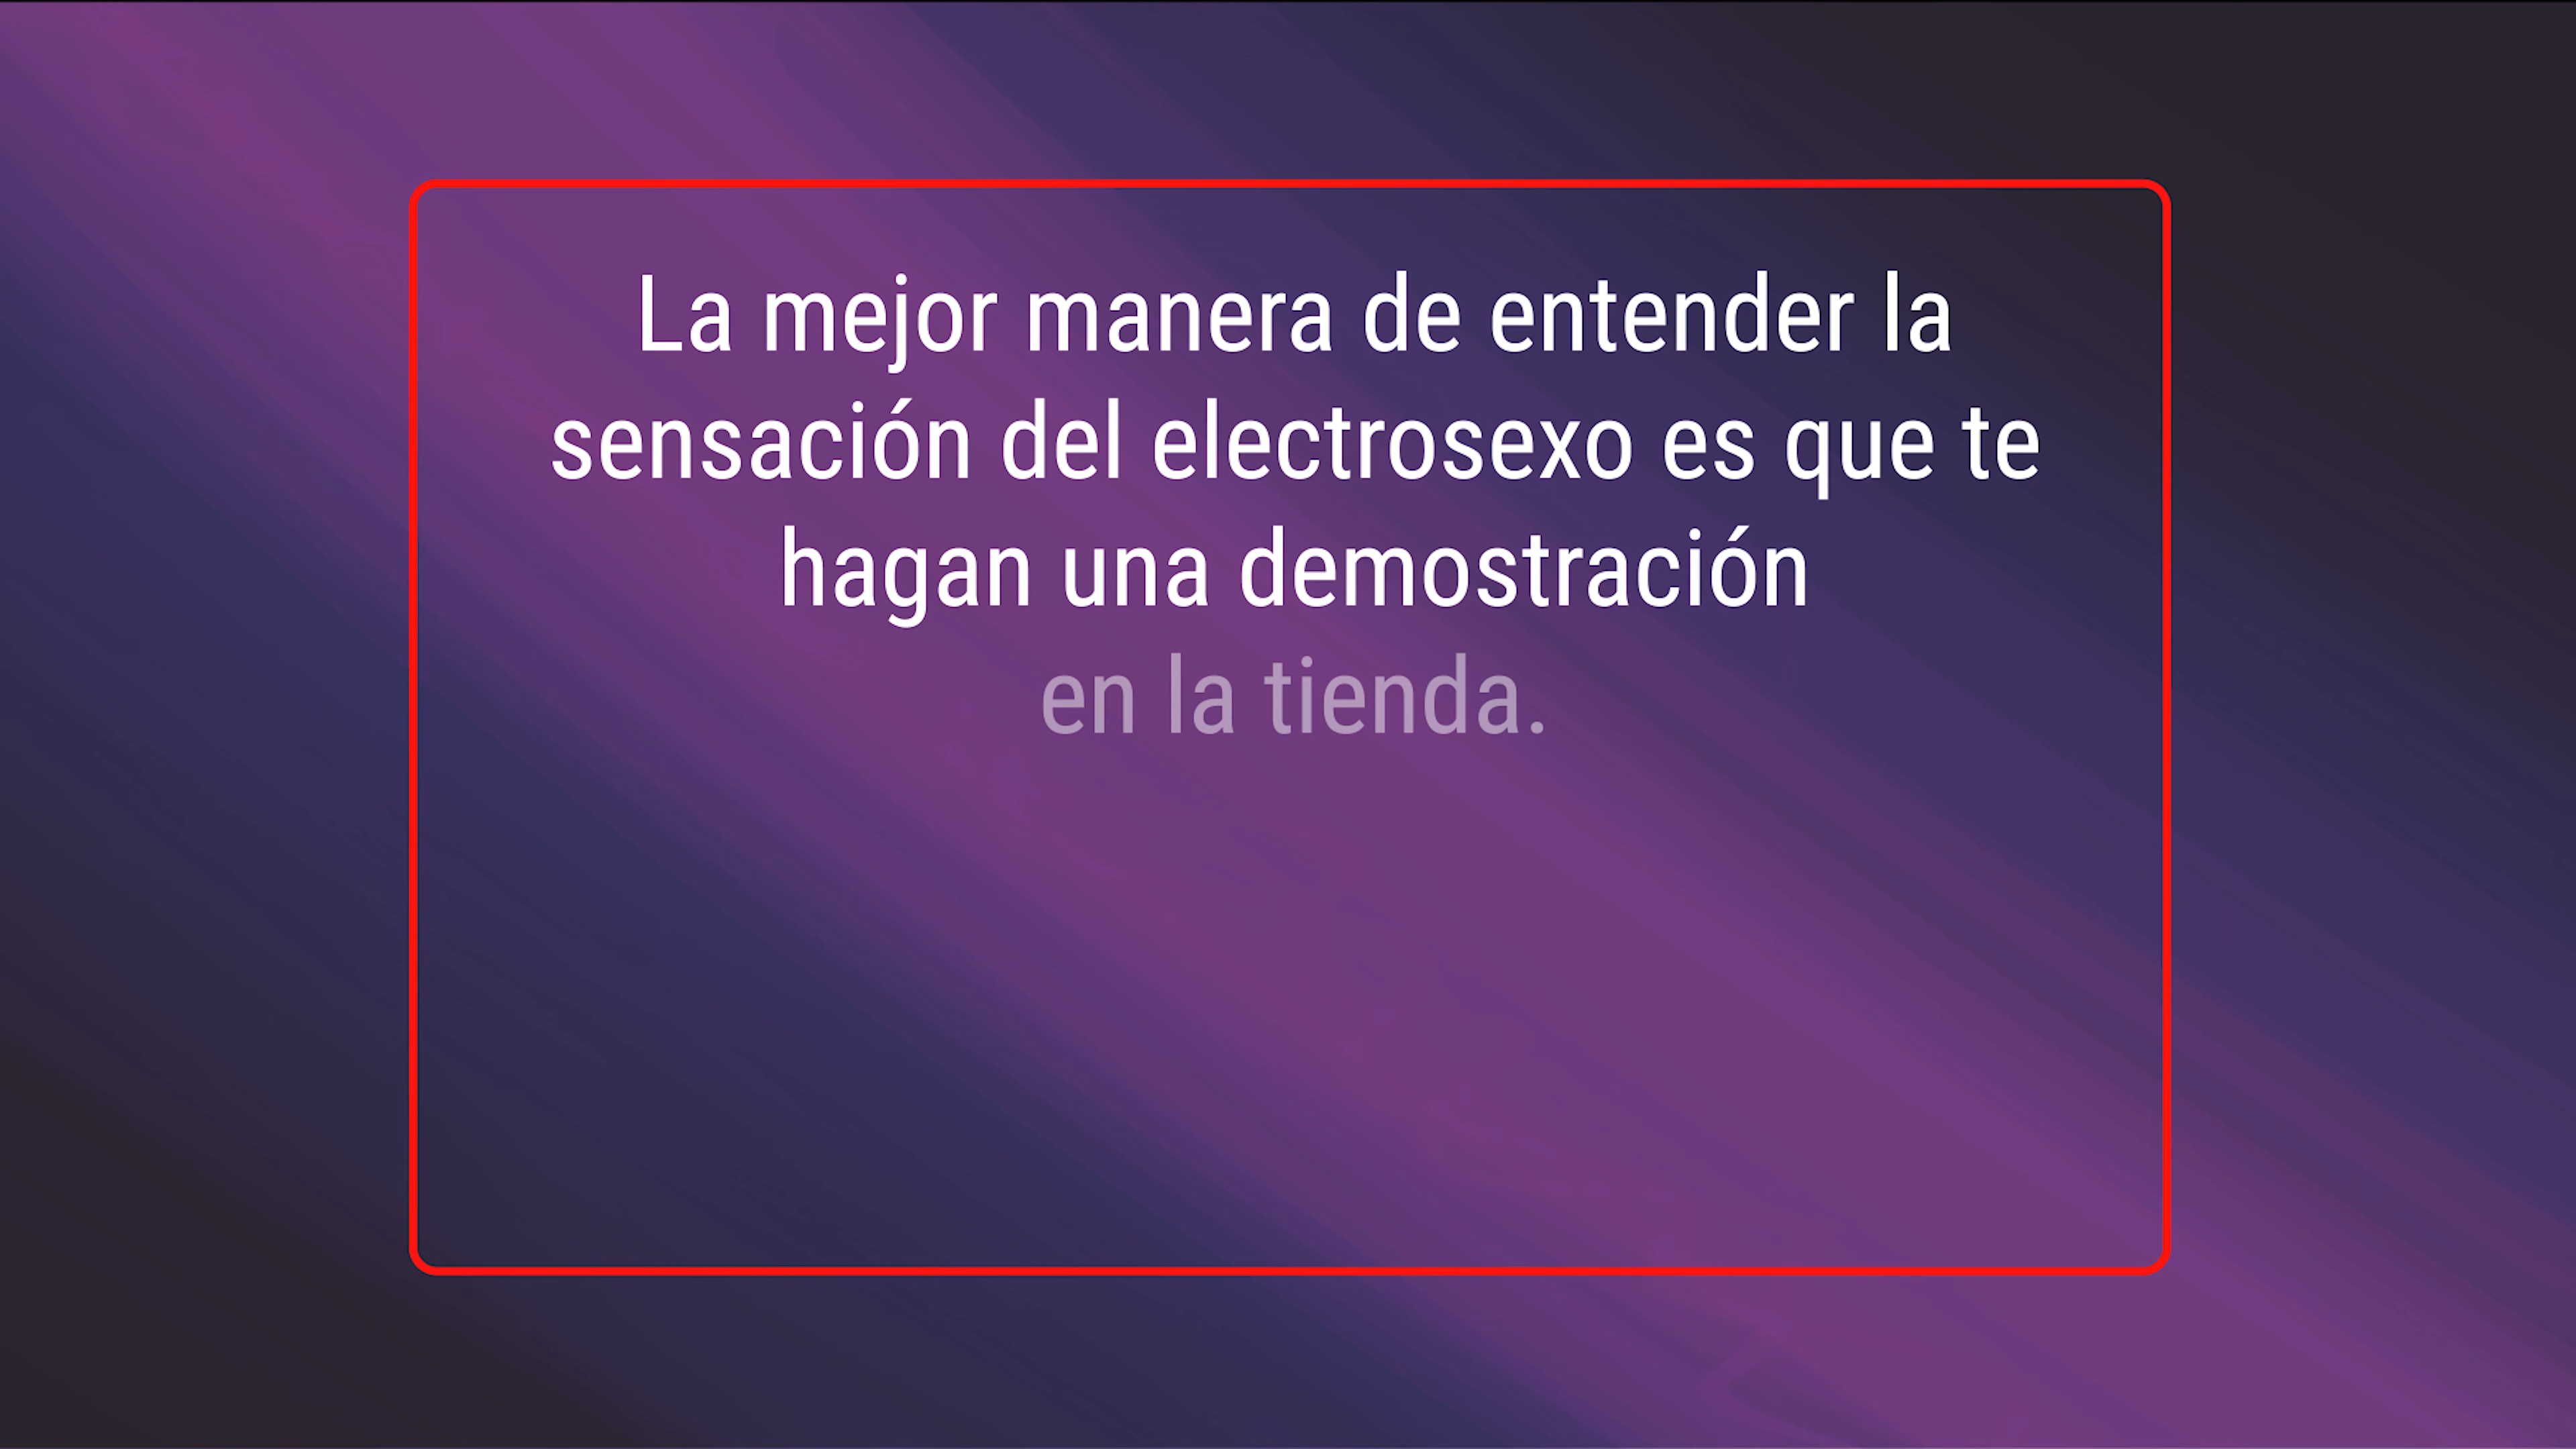 La mejor manera de entender la
sensación del electrosexo es que te
hagan una demostración
en la tienda.